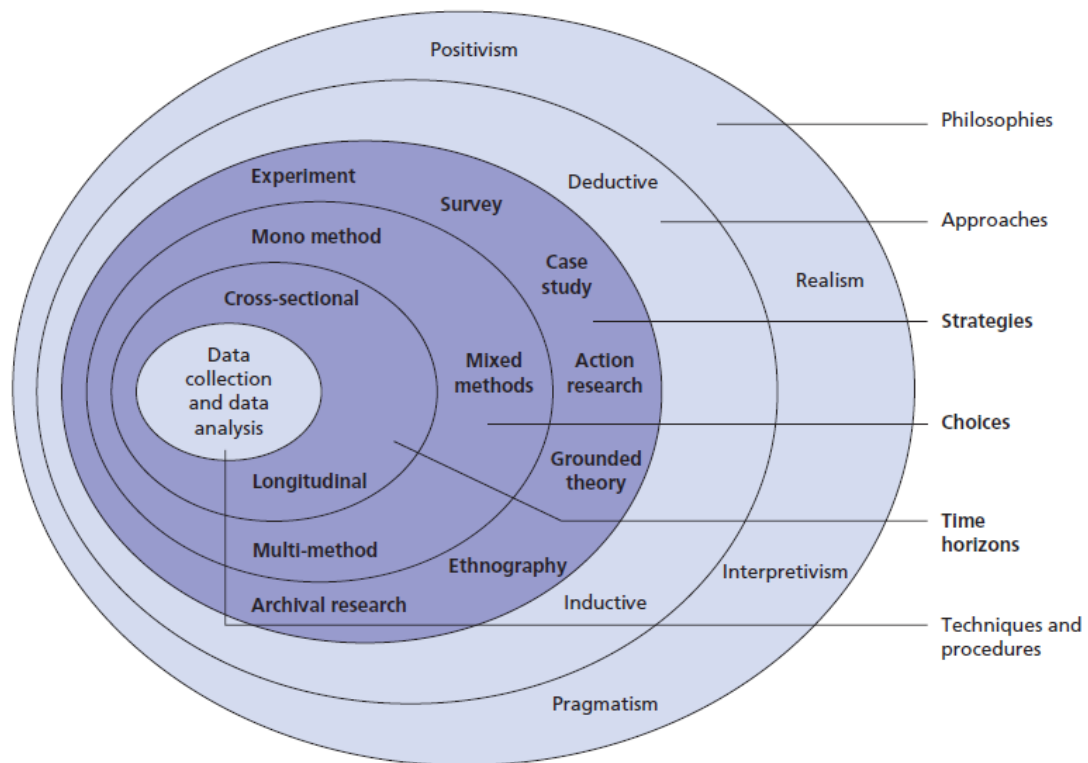 Positivism
Philosophies
Experiment
Deductive
Survey
Approaches
Mono method
Case
study
Realism
Cross-sectional
Strategies
Data
collection
and data
analysis
Mixed
methods
Action
research
Choices
Grounded
theory
Longitudinal
Time
horizons
Multi-method
Ethnography
Interpretivism
Archival research
Inductive
Techniques and
procedures
Pragmatism